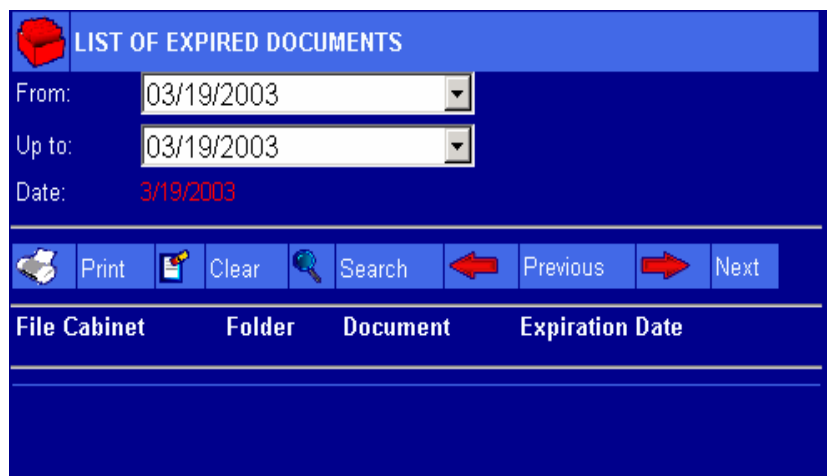 LIST OF EXPIRED DOCUMENTS
From: 03/19/2003
Up to: 03/19/2003
Date: 3/19/2003
Print Clear Search Previous Next
File Cabinet Folder Document Expiration Date